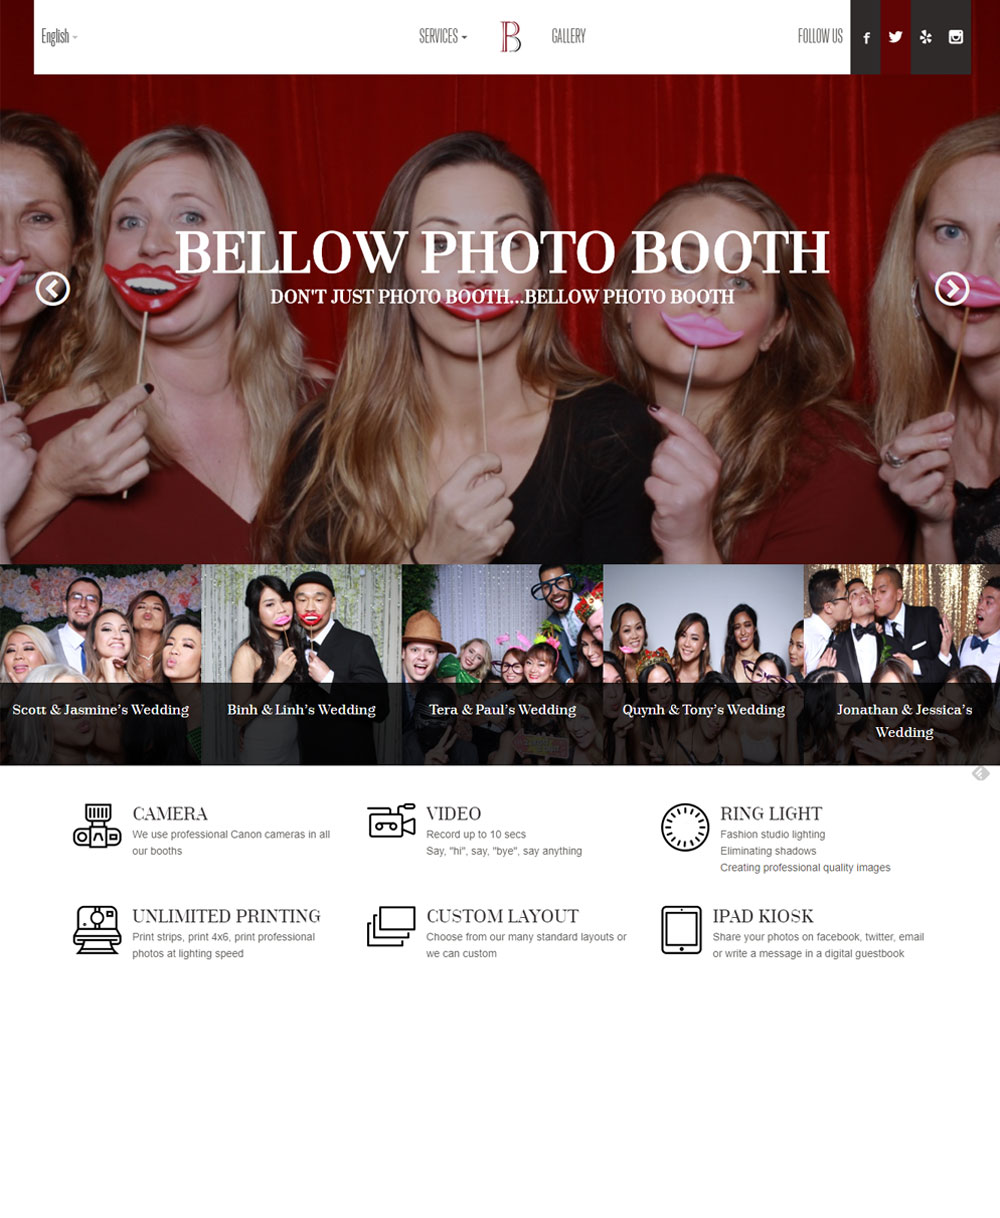 English
SERVICES
B
GALLERY
FOLLOW US
BELLOW PHOTO BOOTH
DON'T JUST PHOTO BOOTH...BELLOW PHOTO BOOTH
Scott & Jasmine's Wedding
Binh & Linh's Wedding
Tera & Paul's Wedding
Quynh & Tony's Wedding
Jonathan & Jessica's
Wedding
CAMERA
We use professional Canon cameras in all
our booths
VIDEO
Record up to 10 secs
Say, "hi", say, "bye", say anything
RING LIGHT
Fashion studio lighting
Eliminating shadows
Creating professional quality images
UNLIMITED PRINTING
Print strips, print 4x6, print professional
photos at lighting speed
CUSTOM LAYOUT
Choose from our many standard layouts or
we can custom
IPAD KIOSK
Share your photos on facebook, twitter, email
or write a message in a digital guestbook